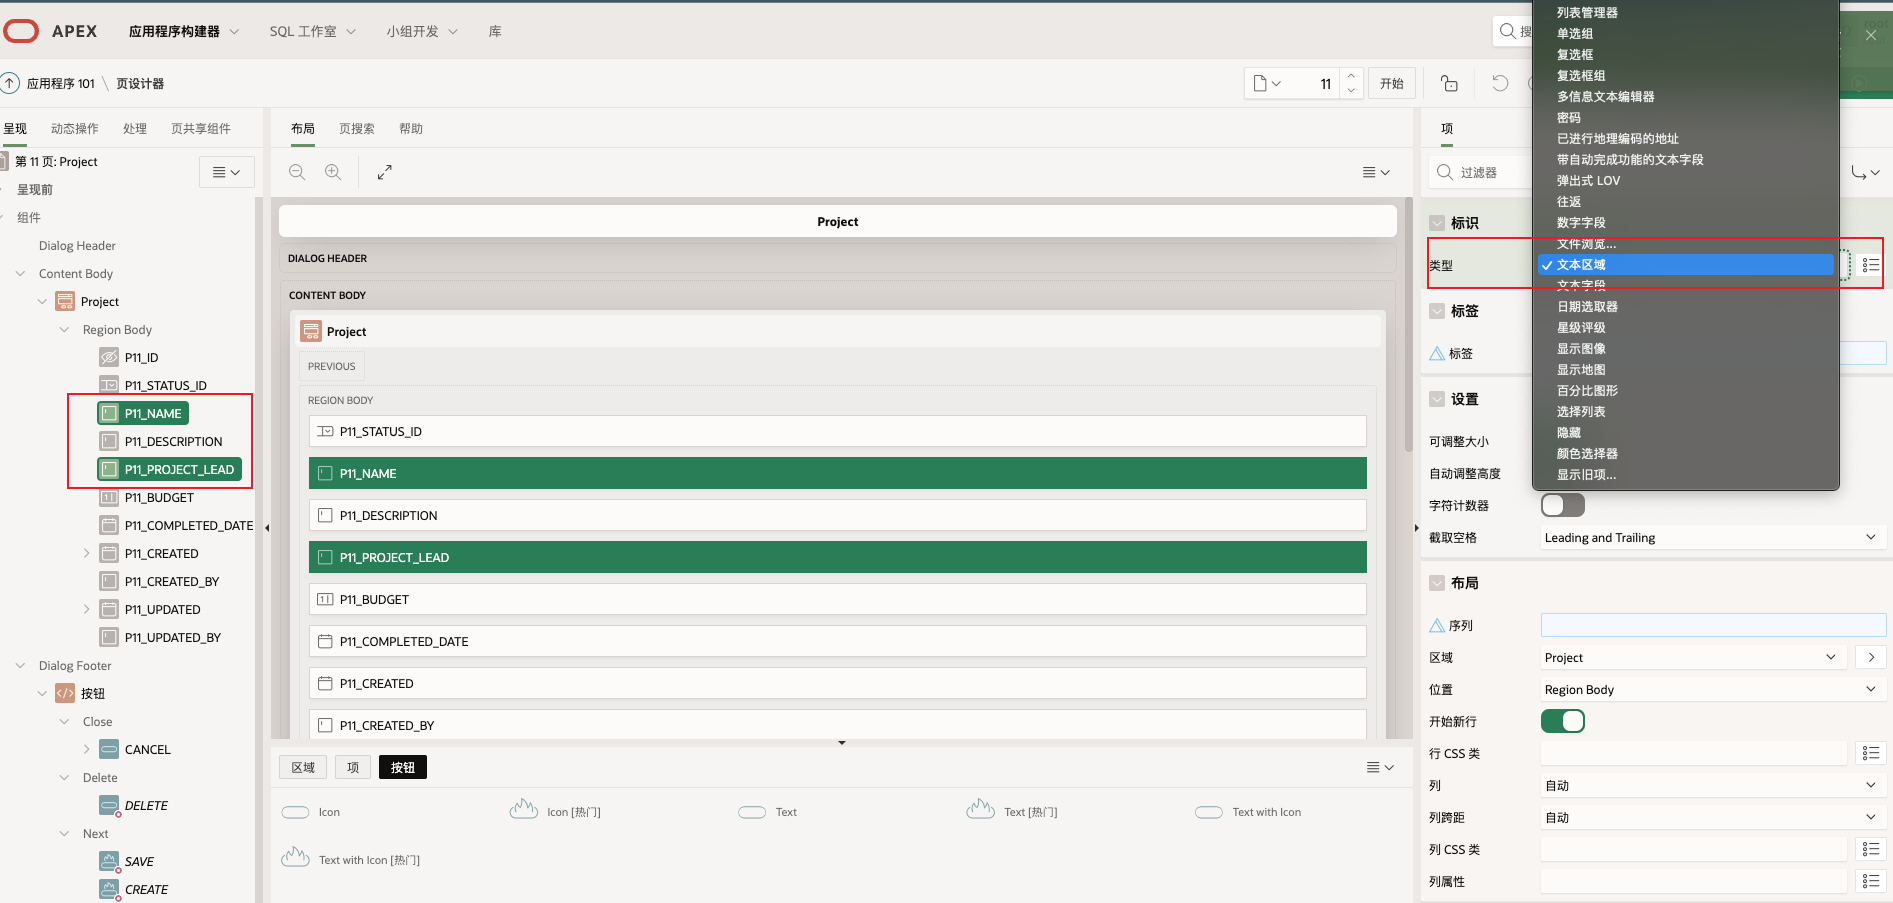 APEX
应用程序构建器
SQL 工作室
小组开发
库
搜
应用程序 101 \ 页设计器
11
开始
呈现
动态操作
处理
页共享组件
第 11 页: Project
呈现前
组件
Dialog Header
Content Body
Project
Region Body
P11_ID
P11_STATUS_ID
P11_NAME
P11_DESCRIPTION
P11_PROJECT_LEAD
P11_BUDGET
P11_COMPLETED_DATE
P11_CREATED
P11_CREATED_BY
P11_UPDATED
P11_UPDATED_BY
Dialog Footer
按钮
Close
CANCEL
Delete
DELETE
Next
SAVE
CREATE
布局
页搜索
帮助
Project
DIALOG HEADER
CONTENT BODY
Project
PREVIOUS
REGION BODY
P11_STATUS_ID
P11_NAME
P11_DESCRIPTION
P11_PROJECT_LEAD
P11_BUDGET
P11_COMPLETED_DATE
P11_CREATED
P11_CREATED_BY
区域
项
按钮
Icon
Icon [热门]
Text
Text [热门]
Text with Icon
Text with Icon [热门]
项
过滤器
标识
类型
列表管理器
单选组
复选框
复选框组
多信息文本编辑器
密码
已进行地理编码的地址
带自动完成功能的文本字段
弹出式 LOV
往返
数字字段
文件浏览...
文本区域
文本字段
日期选取器
星级评级
显示图像
显示地图
百分比图形
选择列表
隐藏
颜色选择器
显示旧项...
标签
标签
设置
可调整大小
自动调整高度
字符计数器
截取空格
Leading and Trailing
布局
序列
区域
Project
位置
Region Body
开始新行
行 CSS 类
列
自动
列跨距
自动
列 CSS 类
列属性